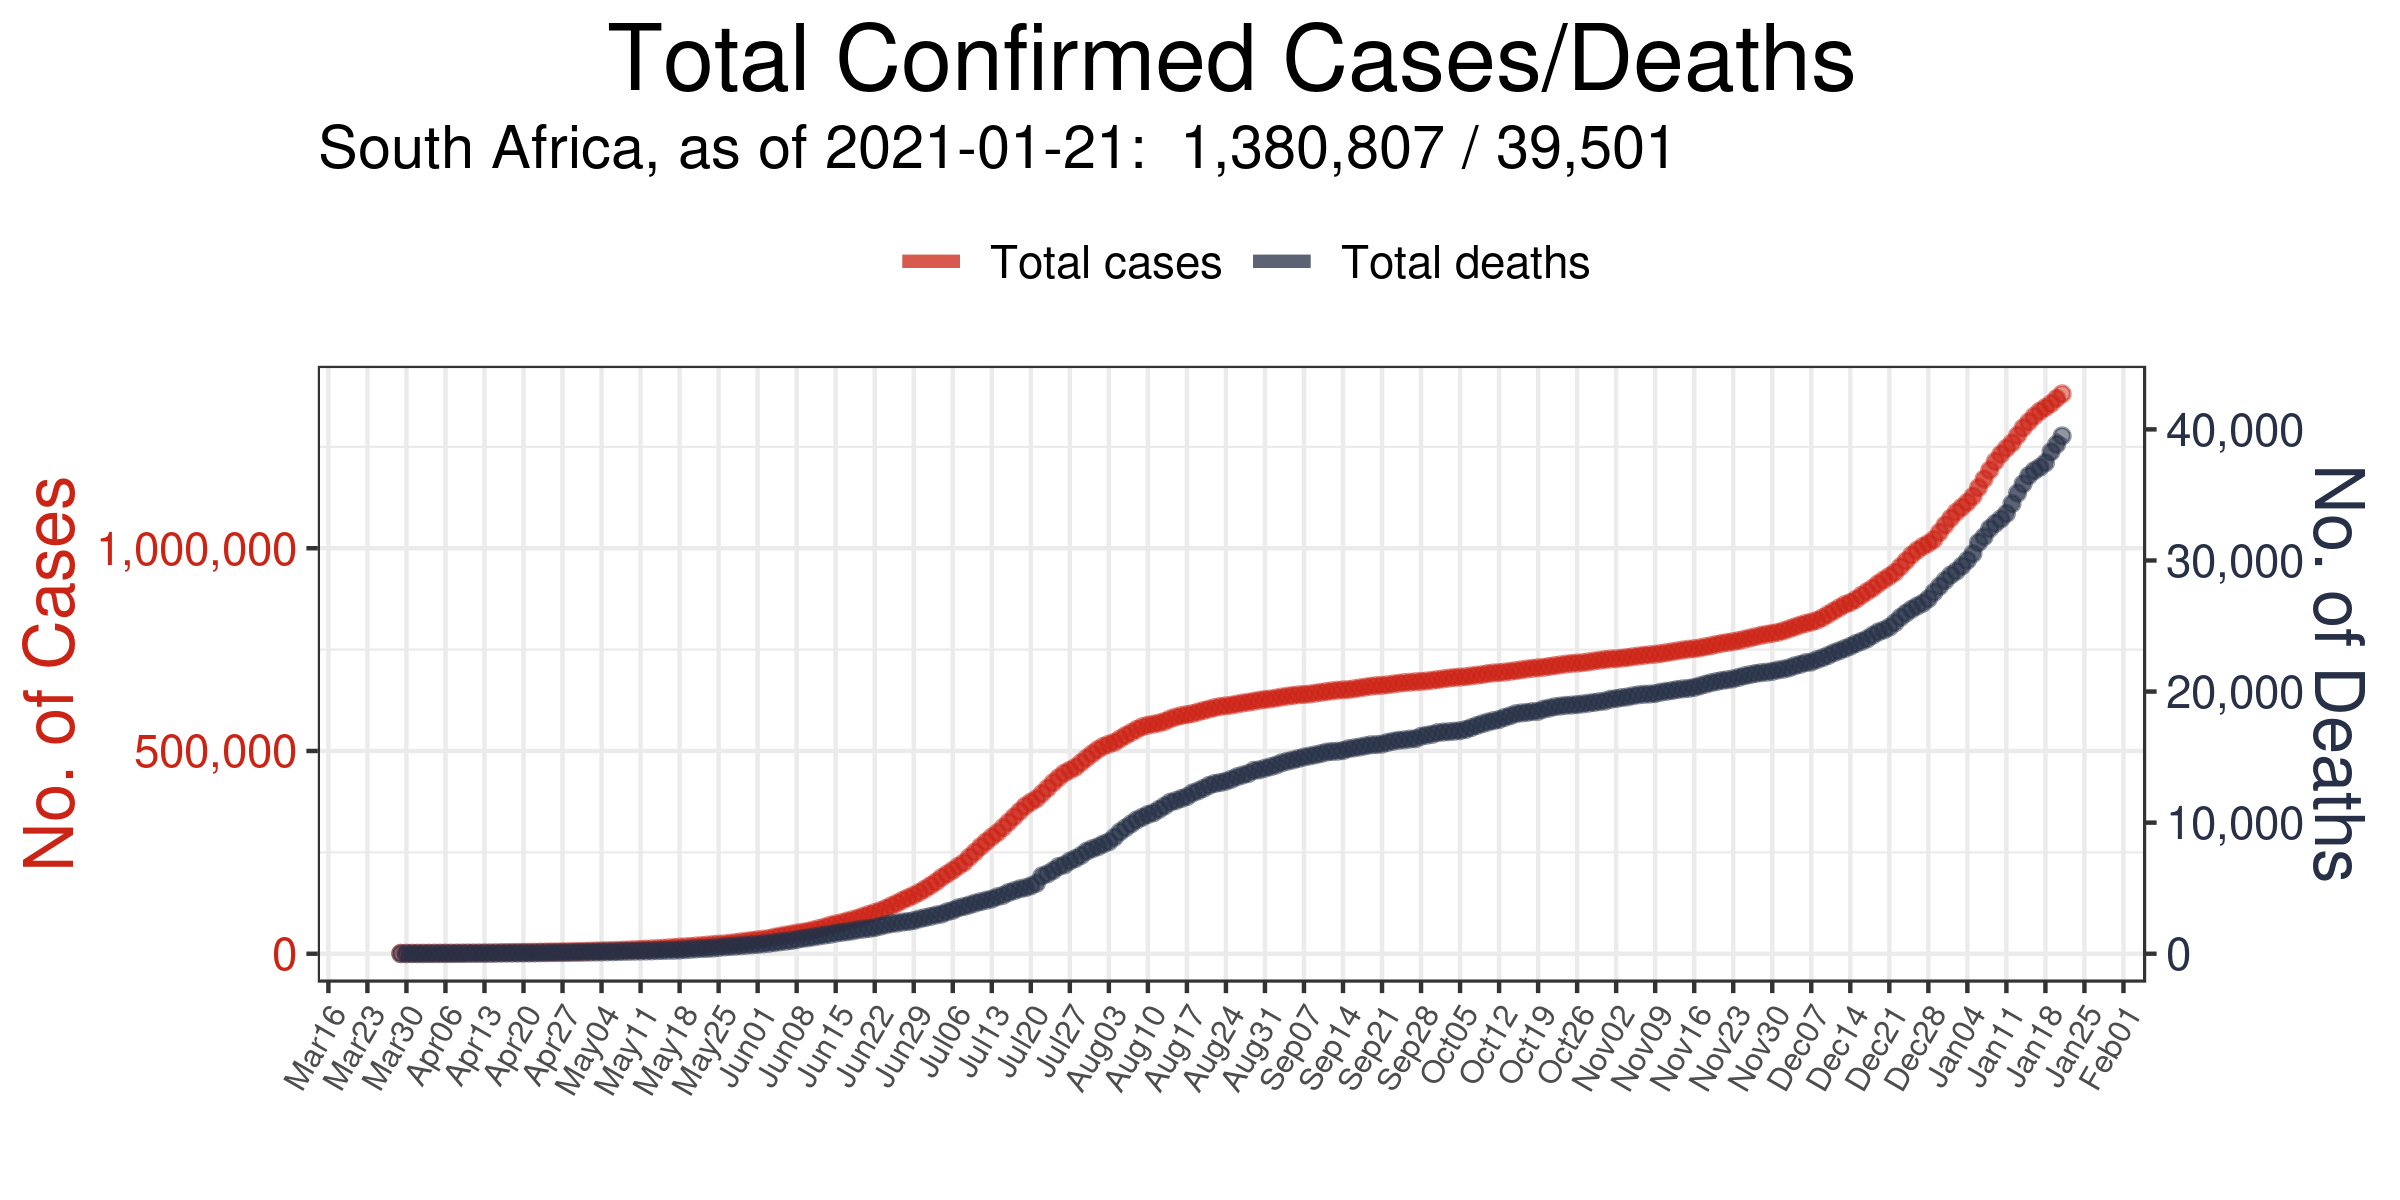 Total Confirmed Cases/Deaths
South Africa, as of 2021-01-21:  1,380,807 / 39,501
Total cases
Total deaths
No. of Cases
1,000,000
500,000
0
40,000
30,000
20,000
10,000
0
No. of Deaths
Mar16
Mar23
Mar30
Apr06
Apr13
Apr20
Apr27
May04
May11
May18
May25
Jun01
Jun08
Jun15
Jun22
Jun29
Jul06
Jul13
Jul20
Jul27
Aug03
Aug10
Aug17
Aug24
Aug31
Sep07
Sep14
Sep21
Sep28
Oct05
Oct12
Oct19
Oct26
Nov02
Nov09
Nov16
Nov23
Nov30
Dec07
Dec14
Dec21
Dec28
Jan04
Jan11
Jan18
Jan25
Feb01